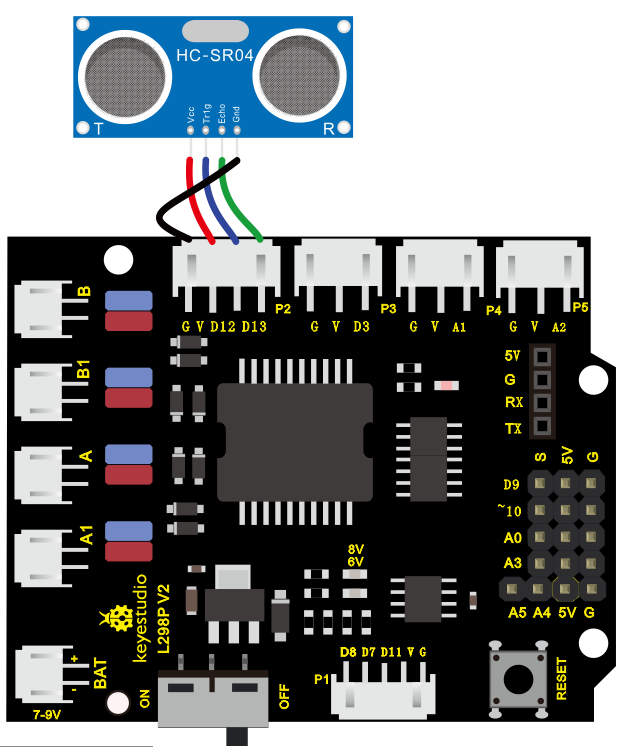 HC-SR04
Vcc
Tr1g
Echo
Gnd
T
R
P2
P3
P4
P5
G V D12 D13
G V D3
G V A1
G V A2
B
B1
A
A1
5V
G
RX
TX
S 5V G
D9
~10
A0
A3
A5 A4 5V G
8V
6V
keyestudio
L298P V2
+
BAT
-
7-9V
ON
OFF
P1
D8 D7 D11 V G
RESET